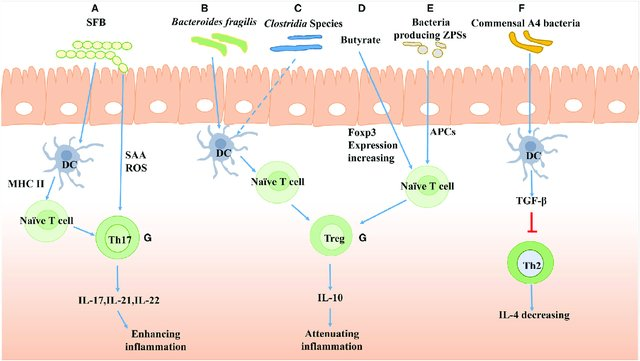 A
B
C
D
E
F
SFB
Bacteroides fragilis
Clostridia Species
Butyrate
Bacteria
producing ZPSs
Commensal A4 bacteria
DC
MHC II
SAA
ROS
Naïve T cell
Th17
G
IL-17,IL-21,IL-22
Enhancing
inflammation
DC
Naïve T cell
Foxp3
Expression
increasing
APCs
Naïve T cell
Treg
G
IL-10
Attenuating
inflammation
DC
TGF-β
Th2
IL-4 decreasing